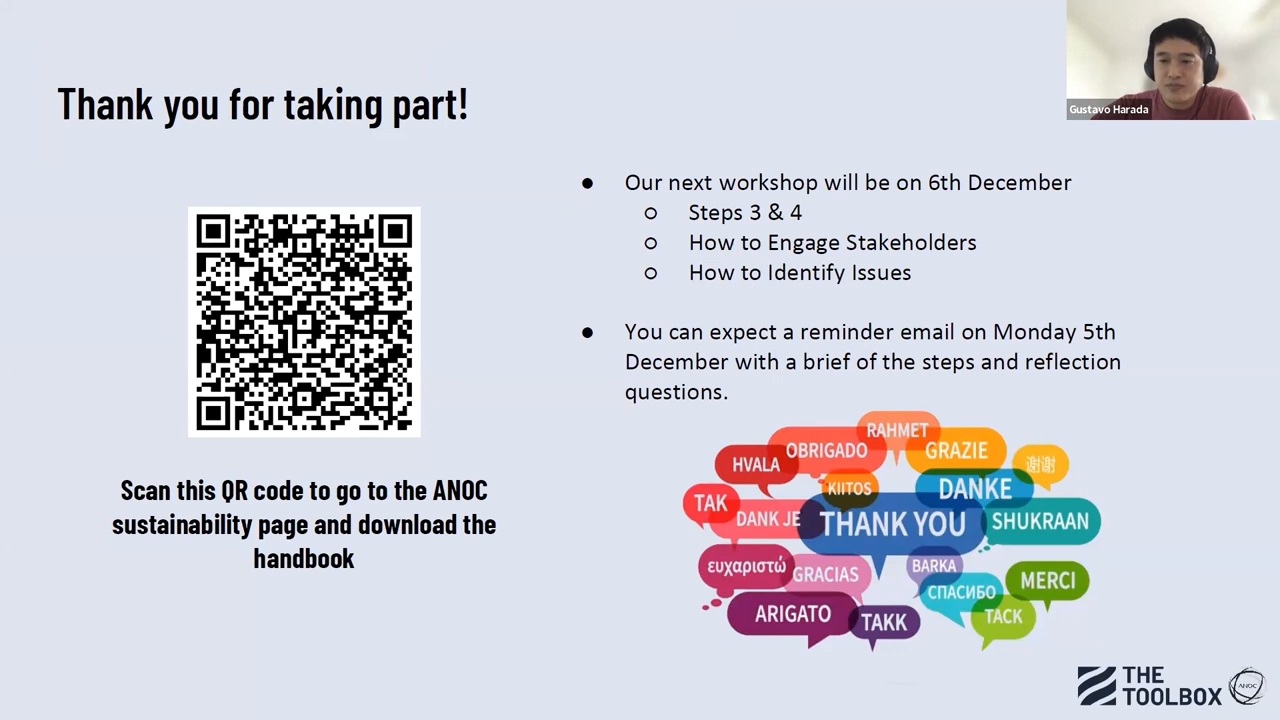 Thank you for taking part!
Gustavo Harada
Our next workshop will be on 6th December
Steps 3 & 4
How to Engage Stakeholders
How to Identify Issues
You can expect a reminder email on Monday 5th
December with a brief of the steps and reflection
questions.
Scan this QR code to go to the ANOC
sustainability page and download the
handbook
RAHMET
OBRIGADO
GRAZIE
HVALA
谢谢
KIITOS
DANKE
TAK
DANK JE
THANK YOU
SHUKRAAN
ευχαριστώ
GRACIAS
BARKA
MERCI
СПАСИБО
ARIGATO
TAKK
TACK
THE
TOOLBOX
ANOC